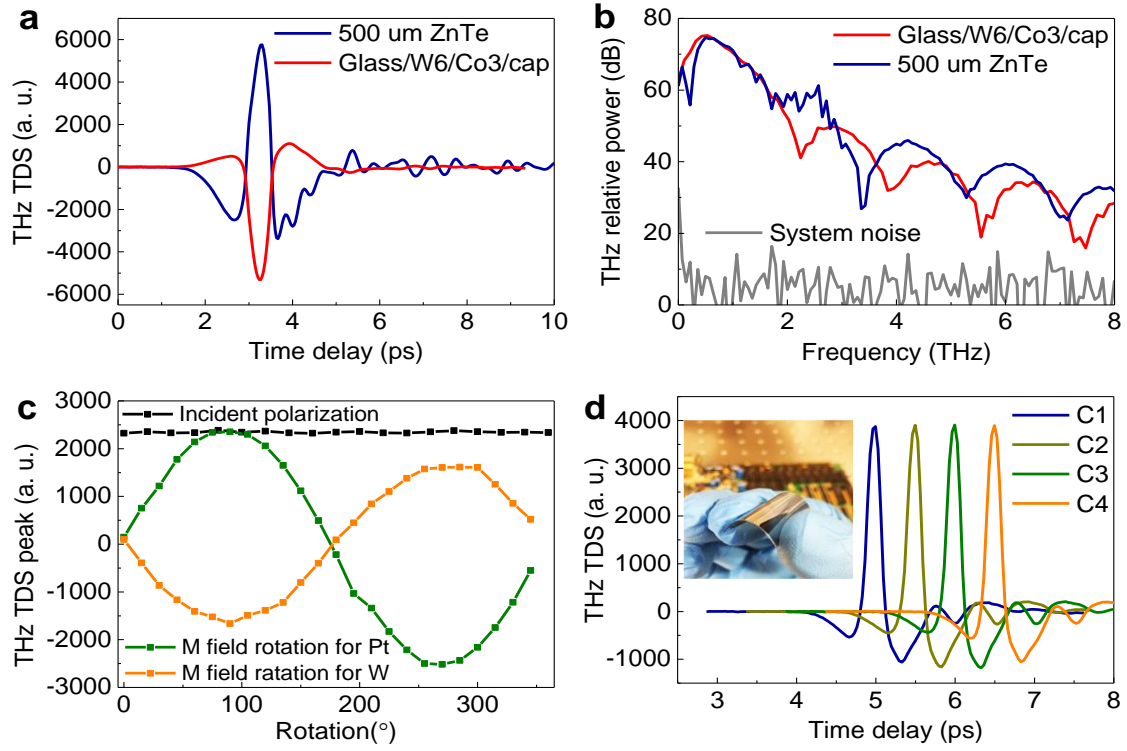 a
500 um ZnTe
Glass/W6/Co3/cap
THz TDS (a. u.)
6000
4000
2000
0
-2000
-4000
-6000
0
2
4
6
8
10
Time delay (ps)
b
Glass/W6/Co3/cap
500 um ZnTe
System noise
THz relative power (dB)
80
60
40
20
0
0
2
4
6
8
Frequency (THz)
c
Incident polarization
M field rotation for Pt
M field ratation for W
THz TDS peak (a. u.)
3000
2000
1000
0
-1000
-2000
-3000
0
100
200
300
Rotation(°)
d
C1
C2
C3
C4
THz TDS (a. u.)
4000
3000
2000
1000
0
-1000
3
4
5
6
7
8
Time delay (ps)